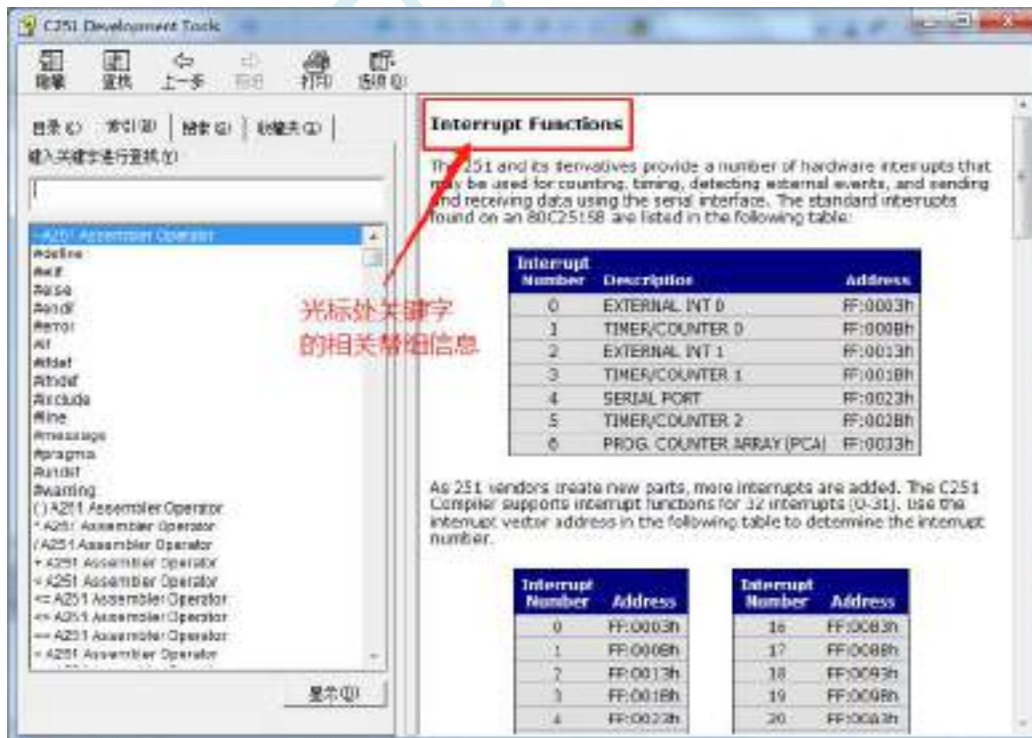 C251 Development Tools
隐藏 查找 上一步 前进 打印 选项(O)
目录(C) 索引(N) 搜索(S) 收藏夹(I)
键入关键字进行查找(W)
A251 Assembler Operator
#define
#elif
#else
#endif
#error
#if
#ifdef
#ifndef
#include
#line
#message
#pragma
#undef
#warning
( ) A251 Assembler Operator
* A251 Assembler Operator
/ A251 Assembler Operator
+ A251 Assembler Operator
< A251 Assembler Operator
<= A251 Assembler Operator
A251 Assembler Operator
A251 Assembler Operator
A251 Assembler Operator
显示(D)
光标处关键字
的相关帮细信息
Interrupt Functions
The 251 and its derivatives provide a number of hardware interrupts that
may be used for counting, timing, detecting external events, and sending
and receiving data using the serial interface. The standard interrupts
found on an 80C251SB are listed in the following table:
Interrupt
Number Description Address
0 EXTERNAL INT 0 FF:0003h
1 TIMER/COUNTER 0 FF:000Bh
2 EXTERNAL INT 1 FF:0013h
3 TIMER/COUNTER 1 FF:001Bh
4 SERIAL PORT FF:0023h
5 TIMER/COUNTER 2 FF:002Bh
6 PROG. COUNTER ARRAY (PCA) FF:0033h
As 251 vendors create new parts, more interrupts are added. The C251
Compiler supports interrupt functions for 32 interrupts (0-31). Use the
interrupt vector address in the following table to determine the interrupt
number.
Interrupt Interrupt
Number Address Number Address
0 FF:0003h 16 FF:0083h
1 FF:000Bh 17 FF:008Bh
2 FF:0013h 18 FF:0093h
3 FF:001Bh 19 FF:009Bh
4 FF:0023h 20 FF:00A3h